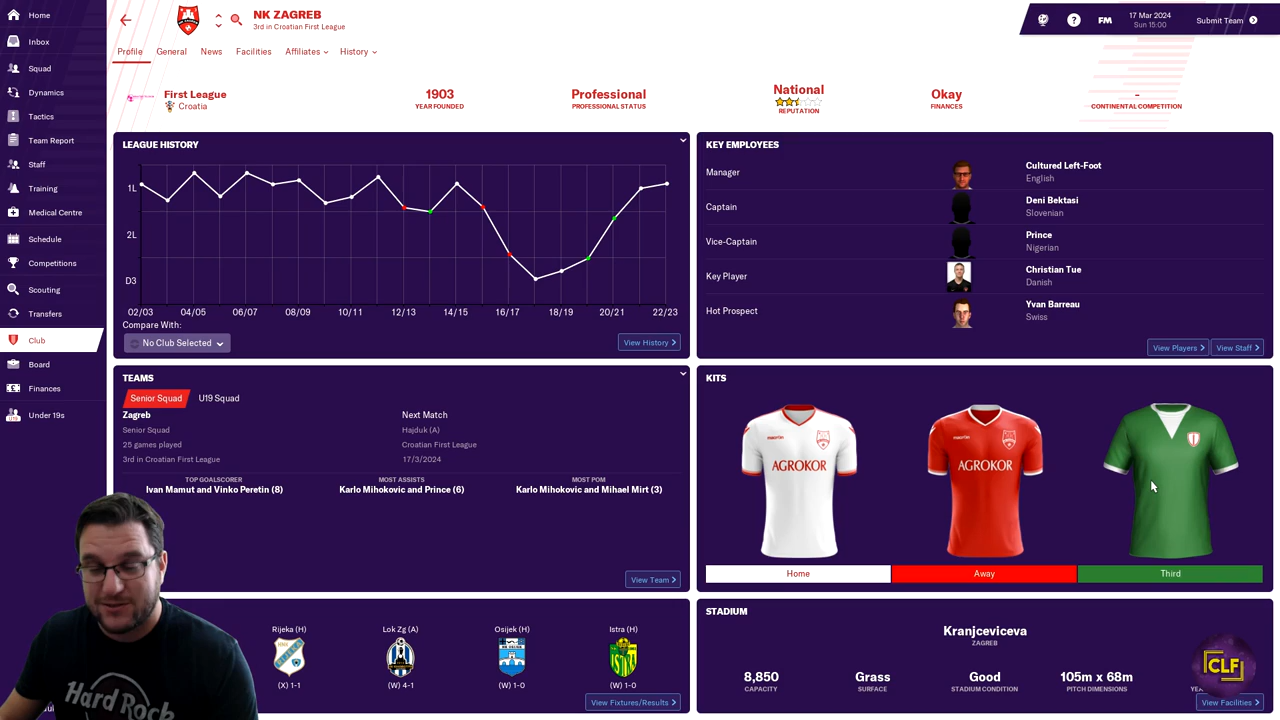 Home
Inbox
Squad
Dynamics
Tactics
Team Report
Staff
Training
Medical Centre
Schedule
Competitions
Scouting
Transfers
Club
Board
Finances
Under 19s
NK ZAGREB
3rd in Croatian First League
17 Mar 2024
Sun 15:00
FM
?
Submit Team
Profile
General
News
Facilities
Affiliates
History
First League
Croatia
1903
YEAR FOUNDED
Professional
PROFESSIONAL STATUS
National
REPUTATION
Okay
FINANCES
-
CONTINENTAL COMPETITION
LEAGUE HISTORY
1L
2L
D3
02/03 04/05 06/07 08/09 10/11 12/13 14/15 16/17 18/19 20/21 22/23
Compare With:
No Club Selected
View History
KEY EMPLOYEES
Manager
Cultured Left-Foot
English
Captain
Deni Bektasi
Slovenian
Vice-Captain
Prince
Nigerian
Key Player
Christian Tue
Danish
Hot Prospect
Yvan Barreau
Swiss
View Players
View Staff
TEAMS
Senior Squad
U19 Squad
Zagreb
Senior Squad
25 games played
3rd in Croatian First League
Next Match
Hajduk (A)
Croatian First League
17/3/2024
TOP GOALSCORER
Ivan Mamut and Vinko Peretin (8)
MOST ASSISTS
Karlo Mihokovic and Prince (6)
MOST POM
Karlo Mihokovic and Mihael Mirt (3)
View Team
KITS
AGROKOR
AGROKOR
Home
Away
Third
Rijeka (H)
(X) 1-1
Lok Zg (A)
(W) 4-1
Osijek (H)
(W) 1-0
Istra (H)
(W) 1-0
View Fixtures/Results
STADIUM
Kranjceviceva
ZAGREB
8,850
CAPACITY
Grass
SURFACE
Good
STADIUM CONDITION
105m x 68m
PITCH DIMENSIONS
CLF
View Facilities
Hard Rock